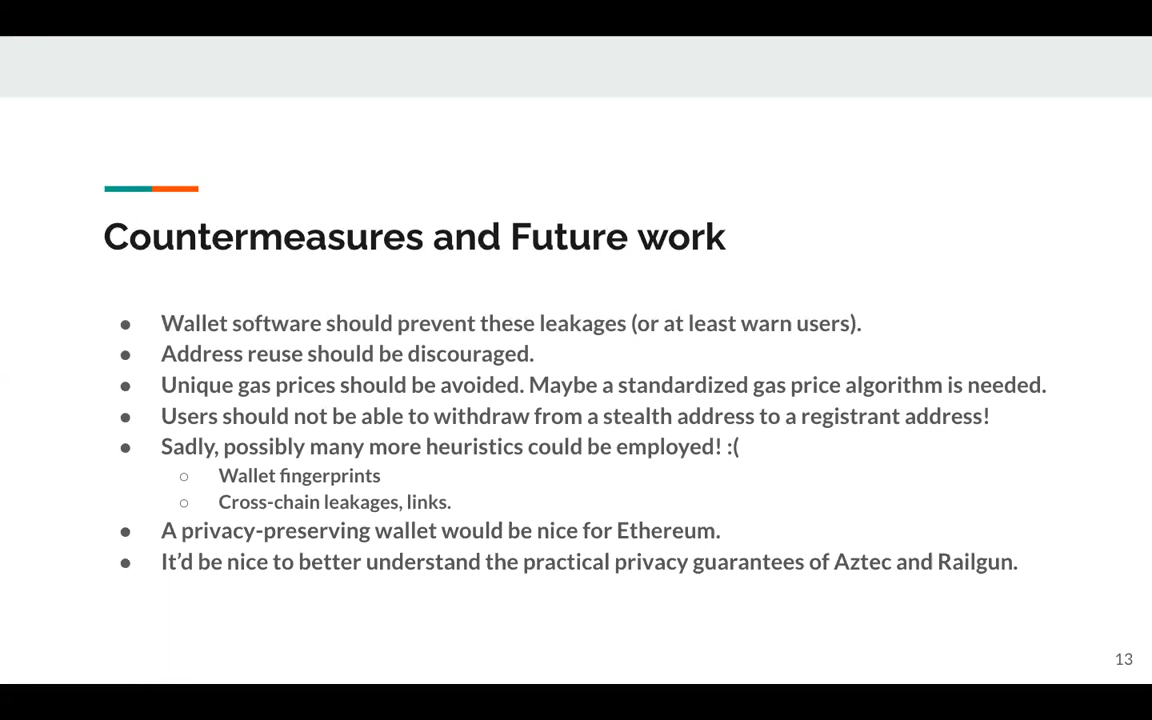 Countermeasures and Future work
● Wallet software should prevent these leakages (or at least warn users).
● Address reuse should be discouraged.
● Unique gas prices should be avoided. Maybe a standardized gas price algorithm is needed.
● Users should not be able to withdraw from a stealth address to a registrant address!
● Sadly, possibly many more heuristics could be employed! :(
○ Wallet fingerprints
○ Cross-chain leakages, links.
● A privacy-preserving wallet would be nice for Ethereum.
● It’d be nice to better understand the practical privacy guarantees of Aztec and Railgun.
13